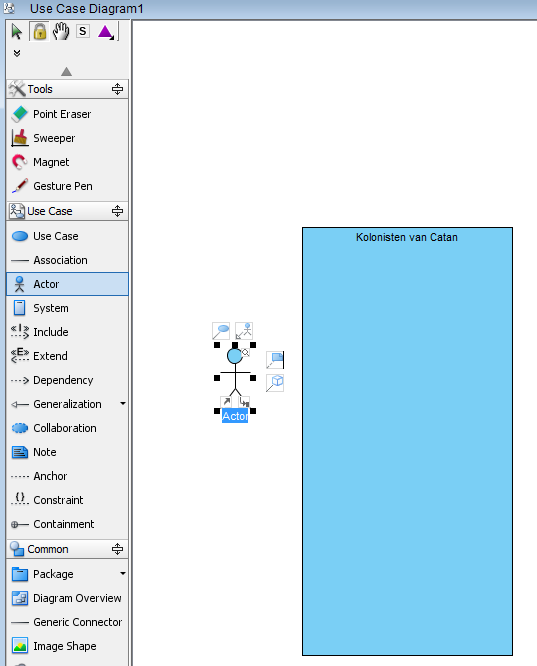 Use Case Diagram1
S
Tools
Point Eraser
Sweeper
Magnet
Gesture Pen
Use Case
Use Case
Association
Actor
System
<<I>>
Include
<<E>>
Extend
Dependency
Generalization
Collaboration
Note
Anchor
{}
Constraint
Containment
Common
Package
Diagram Overview
Generic Connector
Image Shape
Kolonisten van Catan
Actor